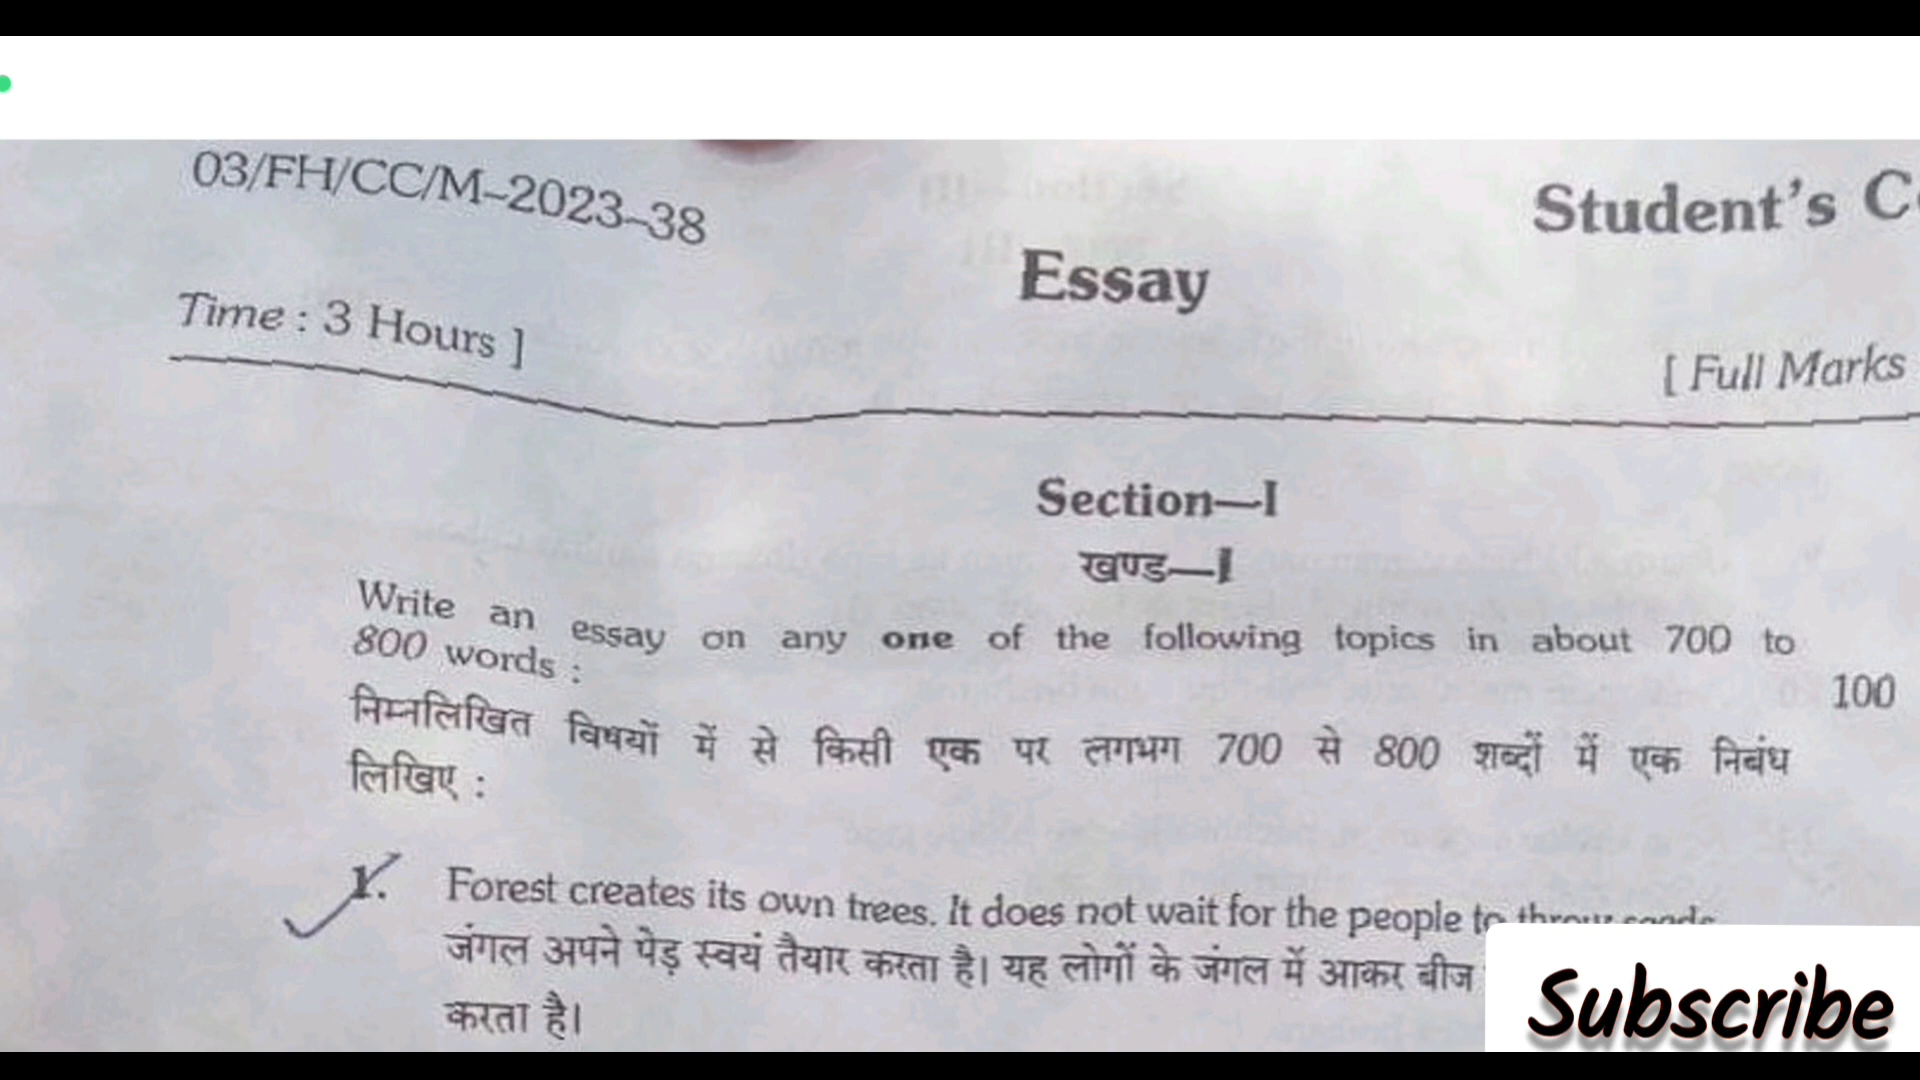 03/FH/CC/M–2023–38
Student's
Essay
Time : 3 Hours ]
[ Full Marks
Section—I
खण्ड—I
Write an essay on any one of the following topics in about 700 to
800 words :
100
निम्नलिखित विषयों में से किसी एक पर लगभग 700 से 800 शब्दों में एक निबंध
लिखिए :
1. Forest creates its own trees. It does not wait for the people to throw seeds
जंगल अपने पेड़ स्वयं तैयार करता है। यह लोगों के जंगल में आकर बीज
करता है।
Subscribe